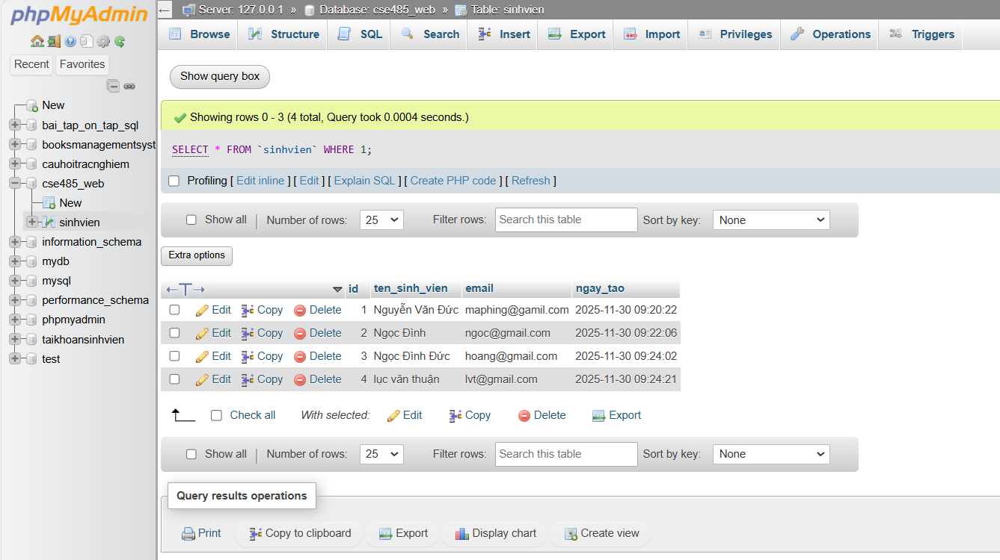 phpMyAdmin
Recent Favorites
New
bai_tap_on_tap_sql
booksmanagementsyst
cauhoitracnghiem
cse485_web
New
sinhvien
information_schema
mydb
mysql
performance_schema
phpmyadmin
taikhoansinhvien
test
Server: 127.0.0.1 » Database: cse485_web » Table: sinhvien
Browse Structure SQL Search Insert Export Import Privileges Operations Triggers
Show query box
Showing rows 0 - 3 (4 total, Query took 0.0004 seconds.)
SELECT * FROM `sinhvien` WHERE 1;
Profiling [ Edit inline ] [ Edit ] [ Explain SQL ] [ Create PHP code ] [ Refresh ]
Show all | Number of rows: 25 Filter rows: Search this table Sort by key: None
Extra options
←T→ id ten_sinh_vien email ngay_tao
Edit Copy Delete 1 Nguyễn Văn Đức maphing@gamil.com 2025-11-30 09:20:22
Edit Copy Delete 2 Ngọc Đình ngoc@gmail.com 2025-11-30 09:22:06
Edit Copy Delete 3 Ngọc Đình Đức hoang@gmail.com 2025-11-30 09:24:02
Edit Copy Delete 4 lục văn thuận lvt@gmail.com 2025-11-30 09:24:21
Check all With selected: Edit Copy Delete Export
Show all | Number of rows: 25 Filter rows: Search this table Sort by key: None
Query results operations
Print Copy to clipboard Export Display chart Create view